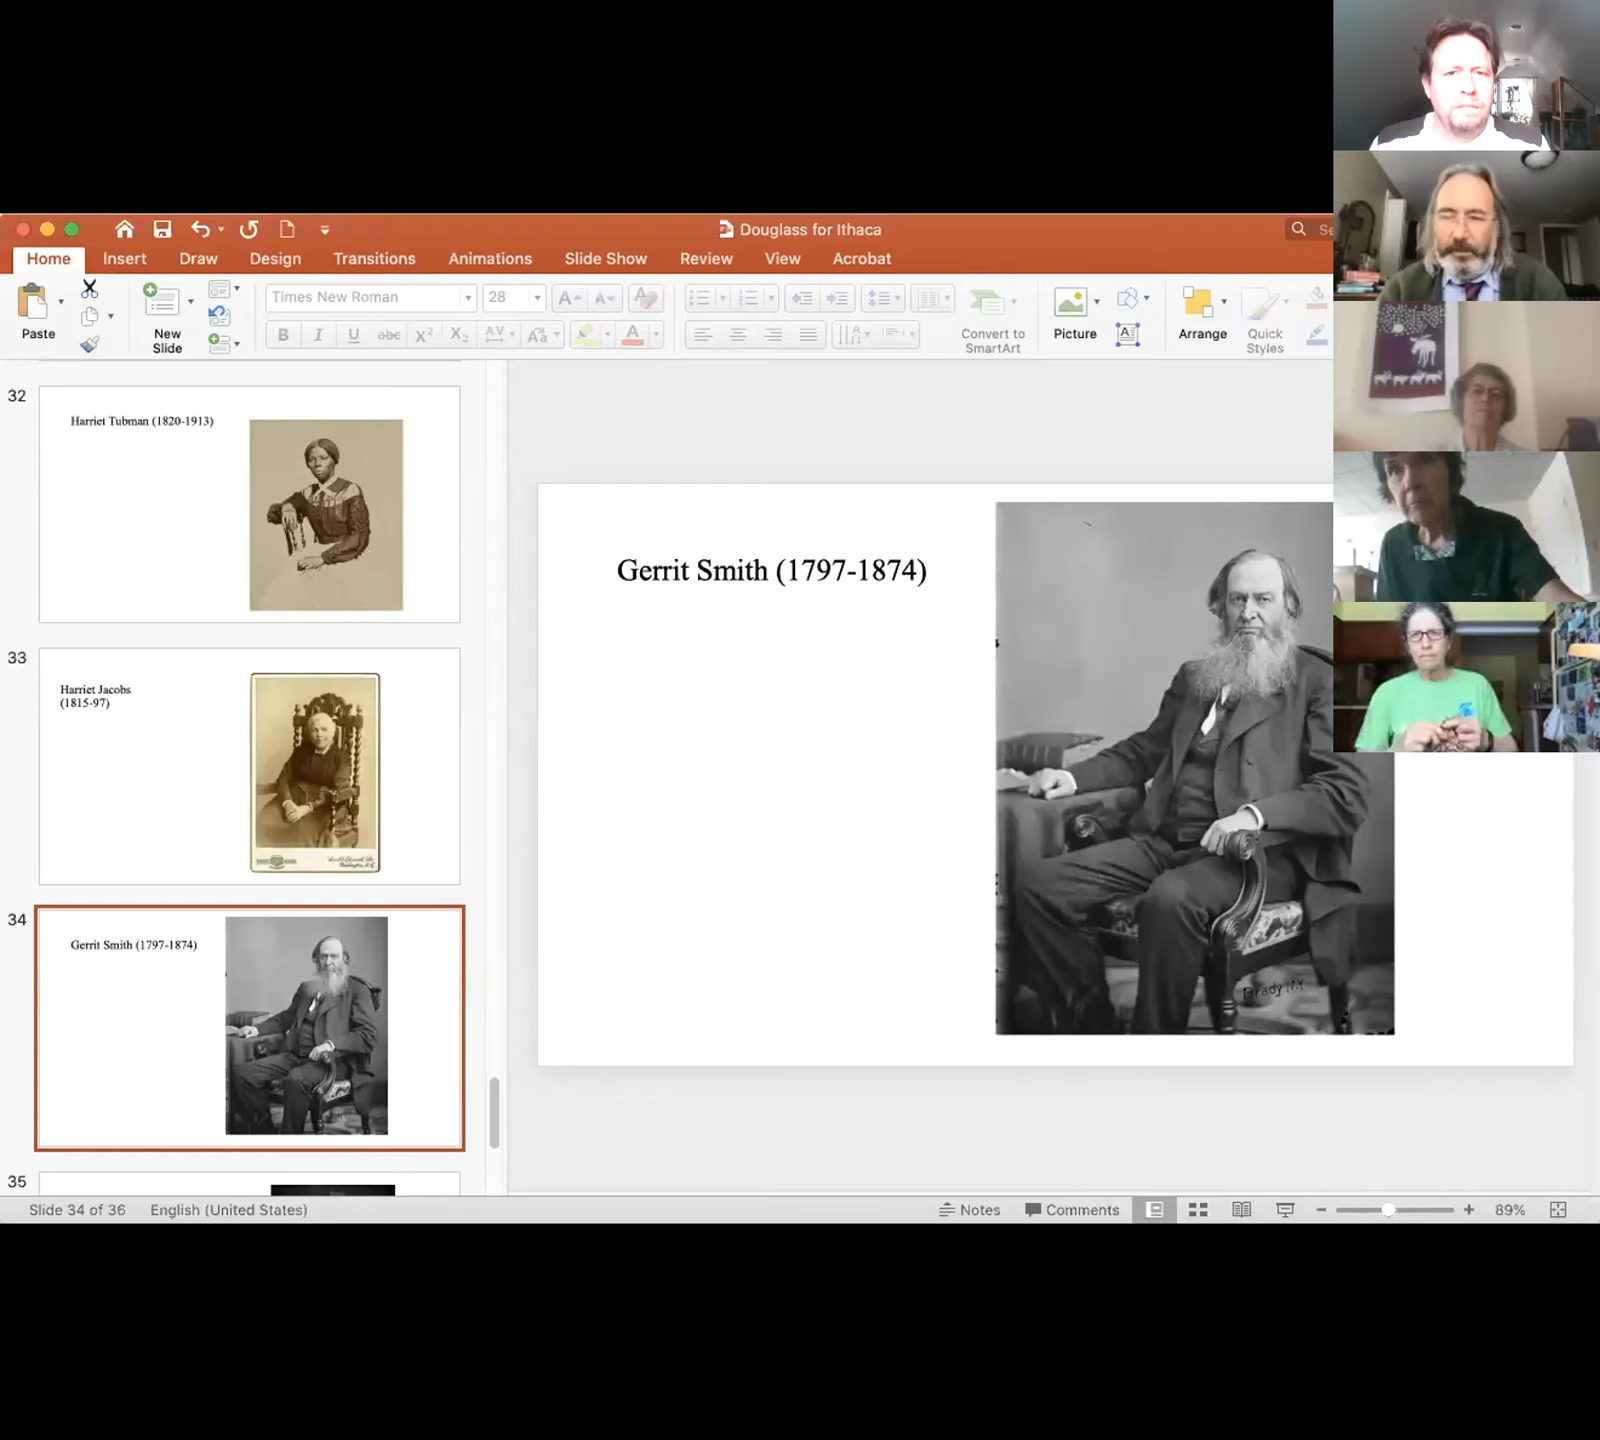 Douglass for Ithaca
Se
Home Insert Draw Design Transitions Animations Slide Show Review View Acrobat
Paste
New
Slide
Times New Roman
28
Convert to
SmartArt
Picture
Arrange
Quick
Styles
32
Harriet Tubman (1820-1913)
33
Harriet Jacobs
(1815-97)
34
Gerrit Smith (1797-1874)
35
Gerrit Smith (1797-1874)
Brady N.Y
Slide 34 of 36 English (United States)
Notes Comments 89%